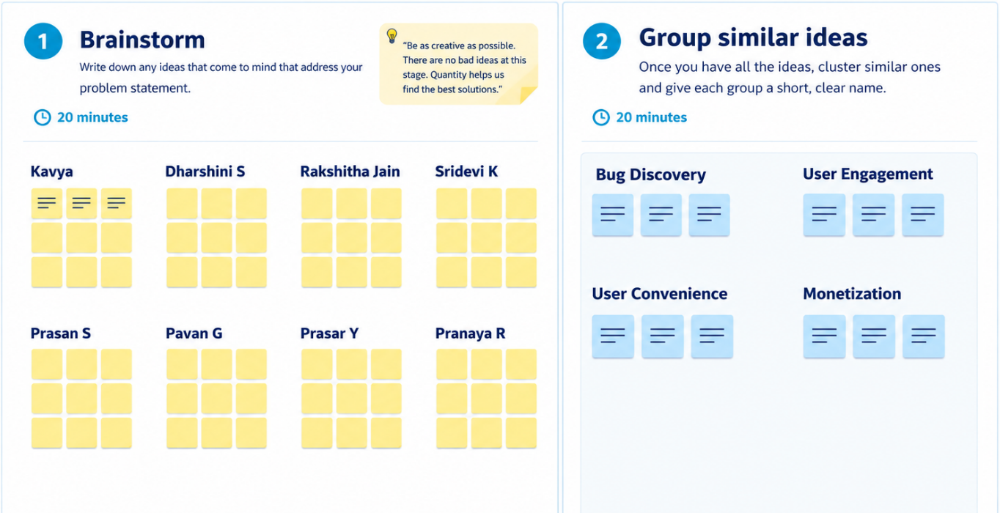 1
Brainstorm
Write down any ideas that come to mind that address your
problem statement.
20 minutes
“Be as creative as possible.
There are no bad ideas at this
stage. Quantity helps us
find the best solutions.”
Kavya
Dharshini S
Rakshitha Jain
Sridevi K
Prasan S
Pavan G
Prasar Y
Pranaya R
2
Group similar ideas
Once you have all the ideas, cluster similar ones
and give each group a short, clear name.
20 minutes
Bug Discovery
User Engagement
User Convenience
Monetization